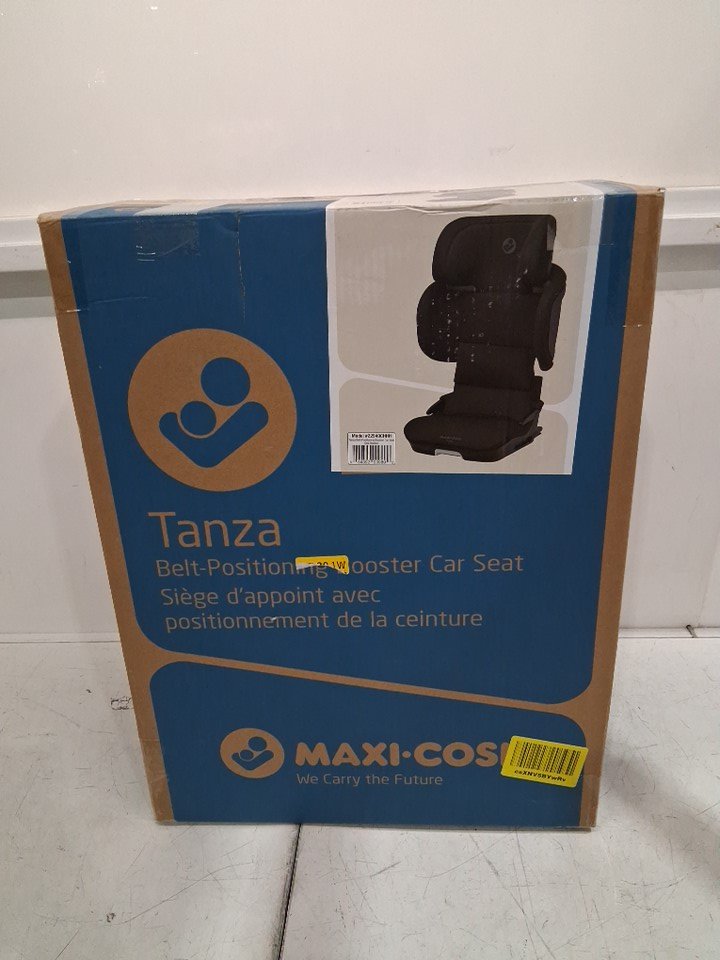 Tanza
Belt-Positioning Booster Car Seat
Siège d'appoint avec
positionnement de la ceinture
MAXI·COSI
We Carry the Future
csXNV5BYwRv